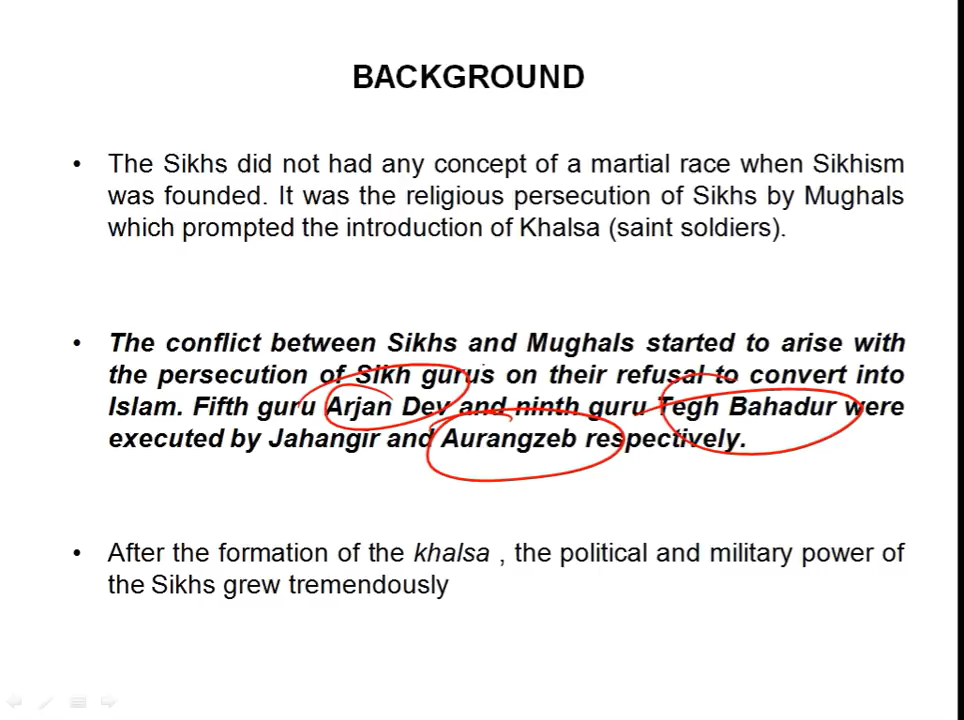 BACKGROUND
• The Sikhs did not had any concept of a martial race when Sikhism
was founded. It was the religious persecution of Sikhs by Mughals
which prompted the introduction of Khalsa (saint soldiers).
• The conflict between Sikhs and Mughals started to arise with
the persecution of Sikh gurus on their refusal to convert into
Islam. Fifth guru Arjan Dev and ninth guru Tegh Bahadur were
executed by Jahangir and Aurangzeb respectively.
• After the formation of the khalsa , the political and military power of
the Sikhs grew tremendously